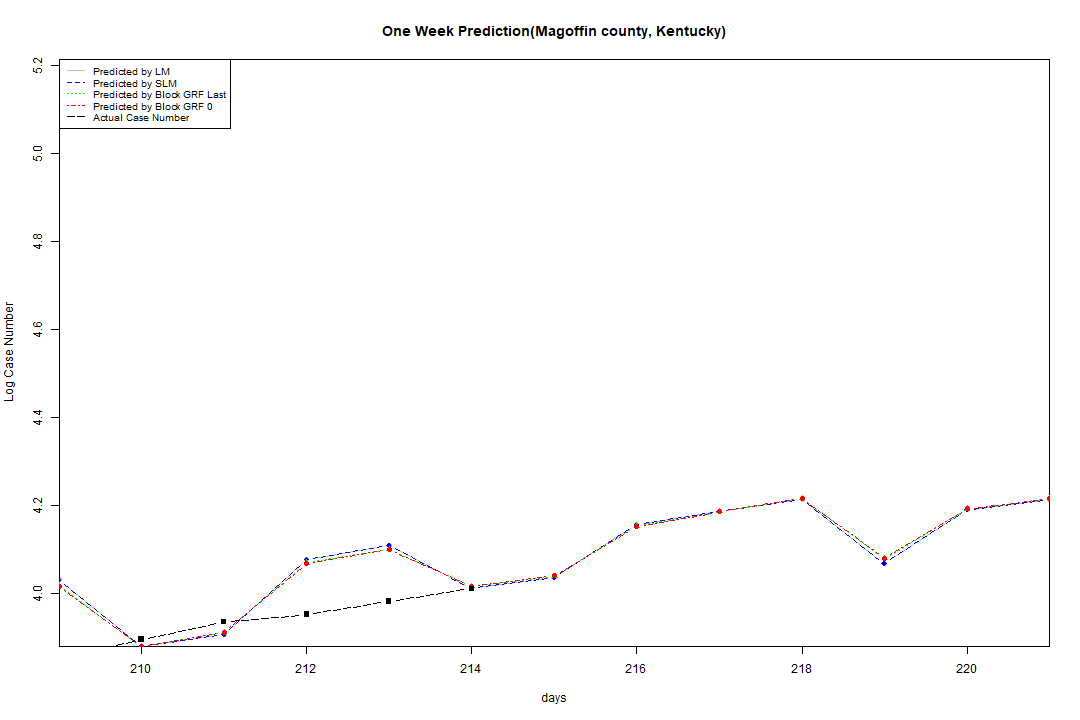 One Week Prediction(Magoffin county, Kentucky)
Predicted by LM
Predicted by SLM
Predicted by Block GRF Last
Predicted by Block GRF 0
Actual Case Number
5.2
5.0
4.8
4.6
4.4
4.2
4.0
Log Case Number
210 212 214 216 218 220
days